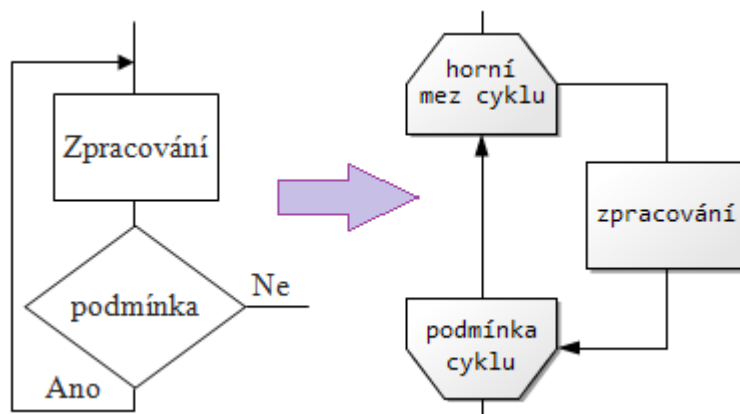 Zpracování
podmínka
Ne
Ano
horní
mez cyklu
zpracování
podmínka
cyklu